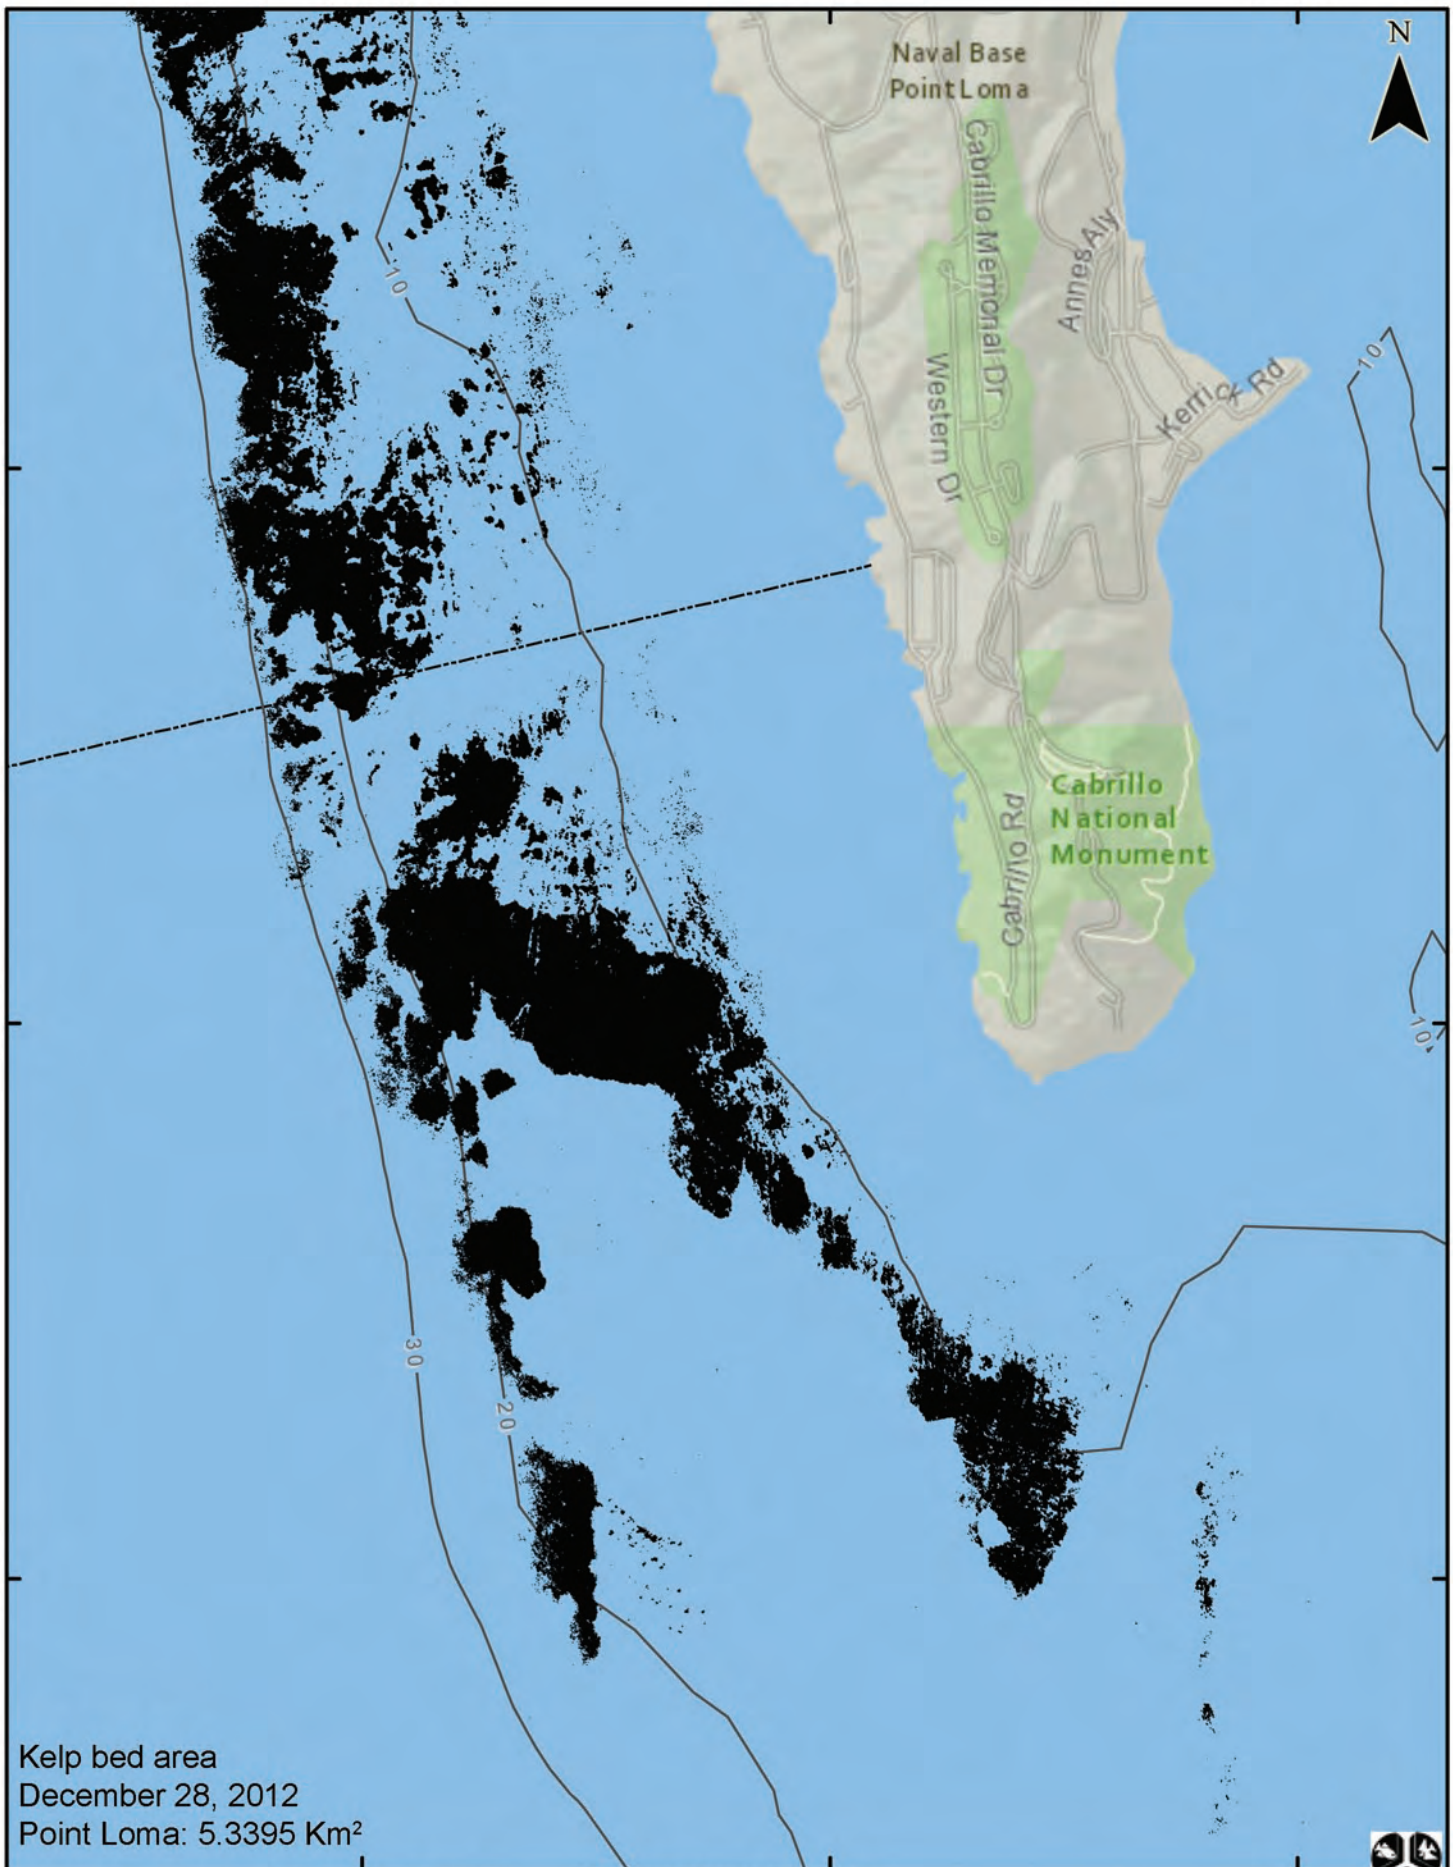 N
Naval Base
Point Loma
Cabrillo Memorial Dr
Annes Aly
10
Western Dr
10
Kerrick Rd
Cabrillo
National
Monument
Cabrillo Rd
10
30
20
Kelp bed area
December 28, 2012
Point Loma: 5.3395 Km²